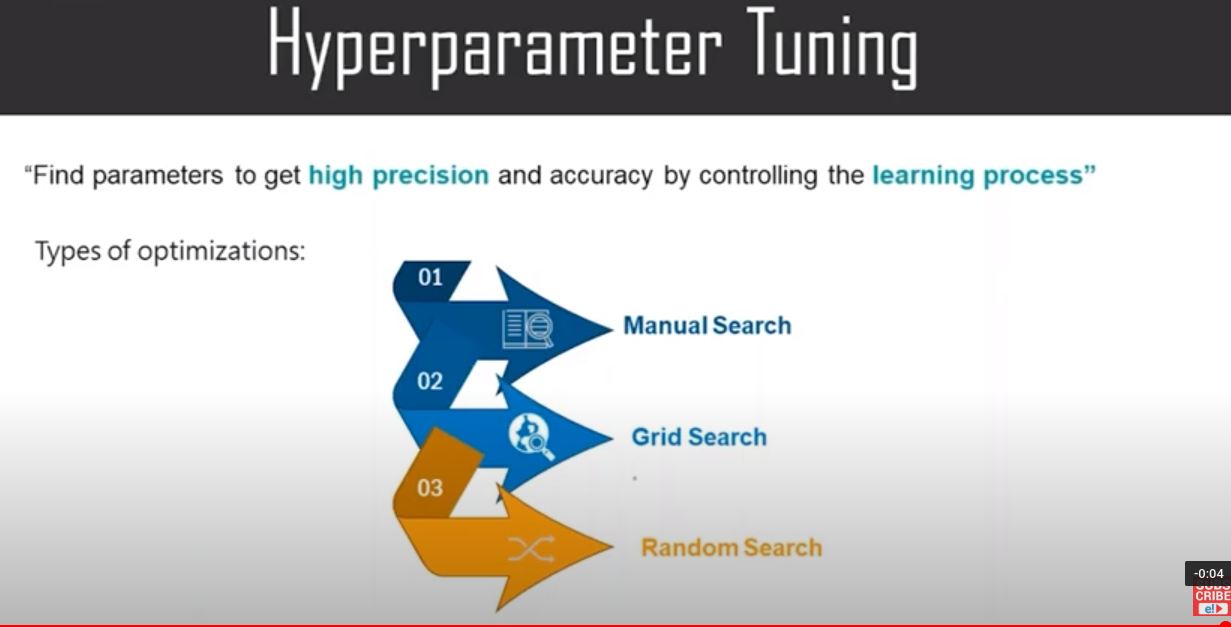 Hyperparameter Tuning
“Find parameters to get high precision and accuracy by controlling the learning process”
Types of optimizations:
01
Manual Search
02
Grid Search
03
Random Search
-0:04
SUBS
CRIBE
e!